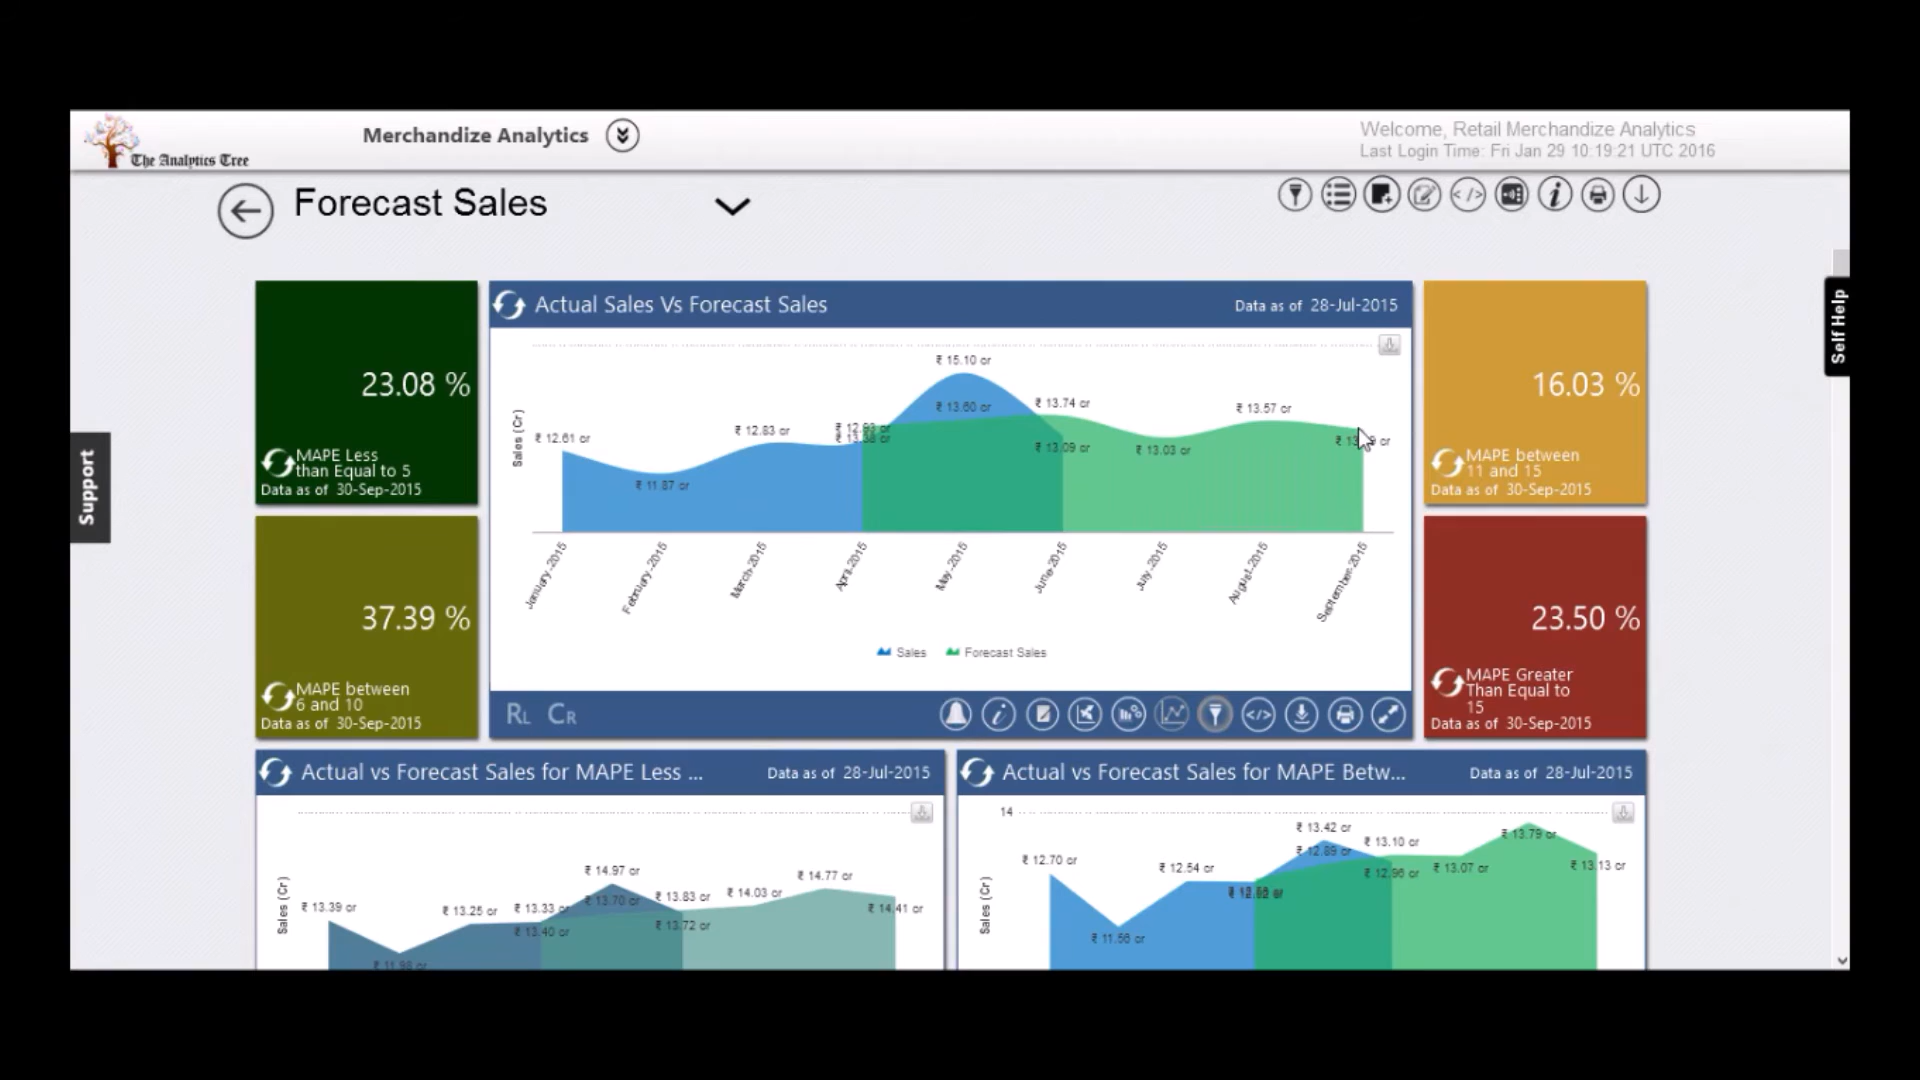 The Analytics Tree
Merchandize Analytics
Welcome, Retail Merchandize Analytics
Last Login Time: Fri Jan 29 10:19:21 UTC 2016
Forecast Sales
Self Help
Support
23.08 %
MAPE Less
than Equal to 5
Data as of 30-Sep-2015
37.39 %
MAPE between
6 and 10
Data as of 30-Sep-2015
Actual Sales Vs Forecast Sales
Data as of 28-Jul-2015
Sales (Cr)
₹ 15.10 cr
₹ 13.60 cr
₹ 13.74 cr
₹ 13.57 cr
₹ 12.61 cr
₹ 12.83 cr
₹ 13.09 cr
₹ 13.03 cr
₹ 11.87 cr
January-2015
February-2015
March-2015
April-2015
May-2015
June-2015
July-2015
August-2015
September-2015
Sales
Forecast Sales
RL CR
16.03 %
MAPE between
11 and 15
Data as of 30-Sep-2015
23.50 %
MAPE Greater
Than Equal to
15
Data as of 30-Sep-2015
Actual vs Forecast Sales for MAPE Less ...
Data as of 28-Jul-2015
Sales (Cr)
₹ 14.97 cr
₹ 14.77 cr
₹ 13.39 cr
₹ 13.25 cr
₹ 13.33 cr
₹ 13.70 cr
₹ 13.83 cr
₹ 14.03 cr
₹ 14.41 cr
₹ 13.40 cr
₹ 13.72 cr
₹ 11.98 cr
Actual vs Forecast Sales for MAPE Betw...
Data as of 28-Jul-2015
14
Sales (Cr)
₹ 13.42 cr
₹ 13.10 cr
₹ 13.79 cr
₹ 12.70 cr
₹ 12.54 cr
₹ 12.89 cr
₹ 12.96 cr
₹ 13.07 cr
₹ 13.13 cr
₹ 11.56 cr